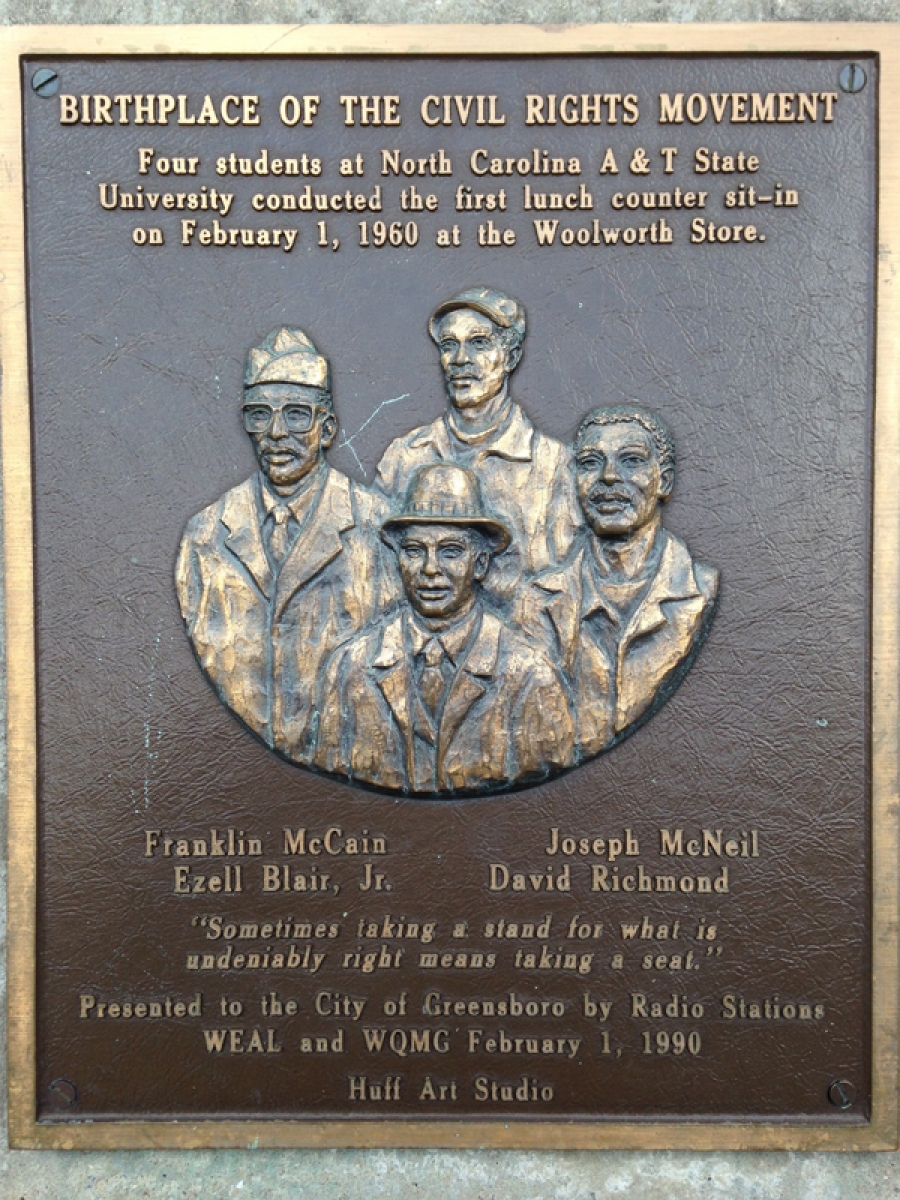 BIRTHPLACE OF THE CIVIL RIGHTS MOVEMENT
Four students at North Carolina A & T State
University conducted the first lunch counter sit-in
on February 1, 1960 at the Woolworth Store.
Franklin McCain Joseph McNeil
Ezell Blair, Jr. David Richmond
"Sometimes taking a stand for what is
undeniably right means taking a seat."
Presented to the City of Greensboro by Radio Stations
WEAL and WQMG February 1, 1990
Huff Art Studio